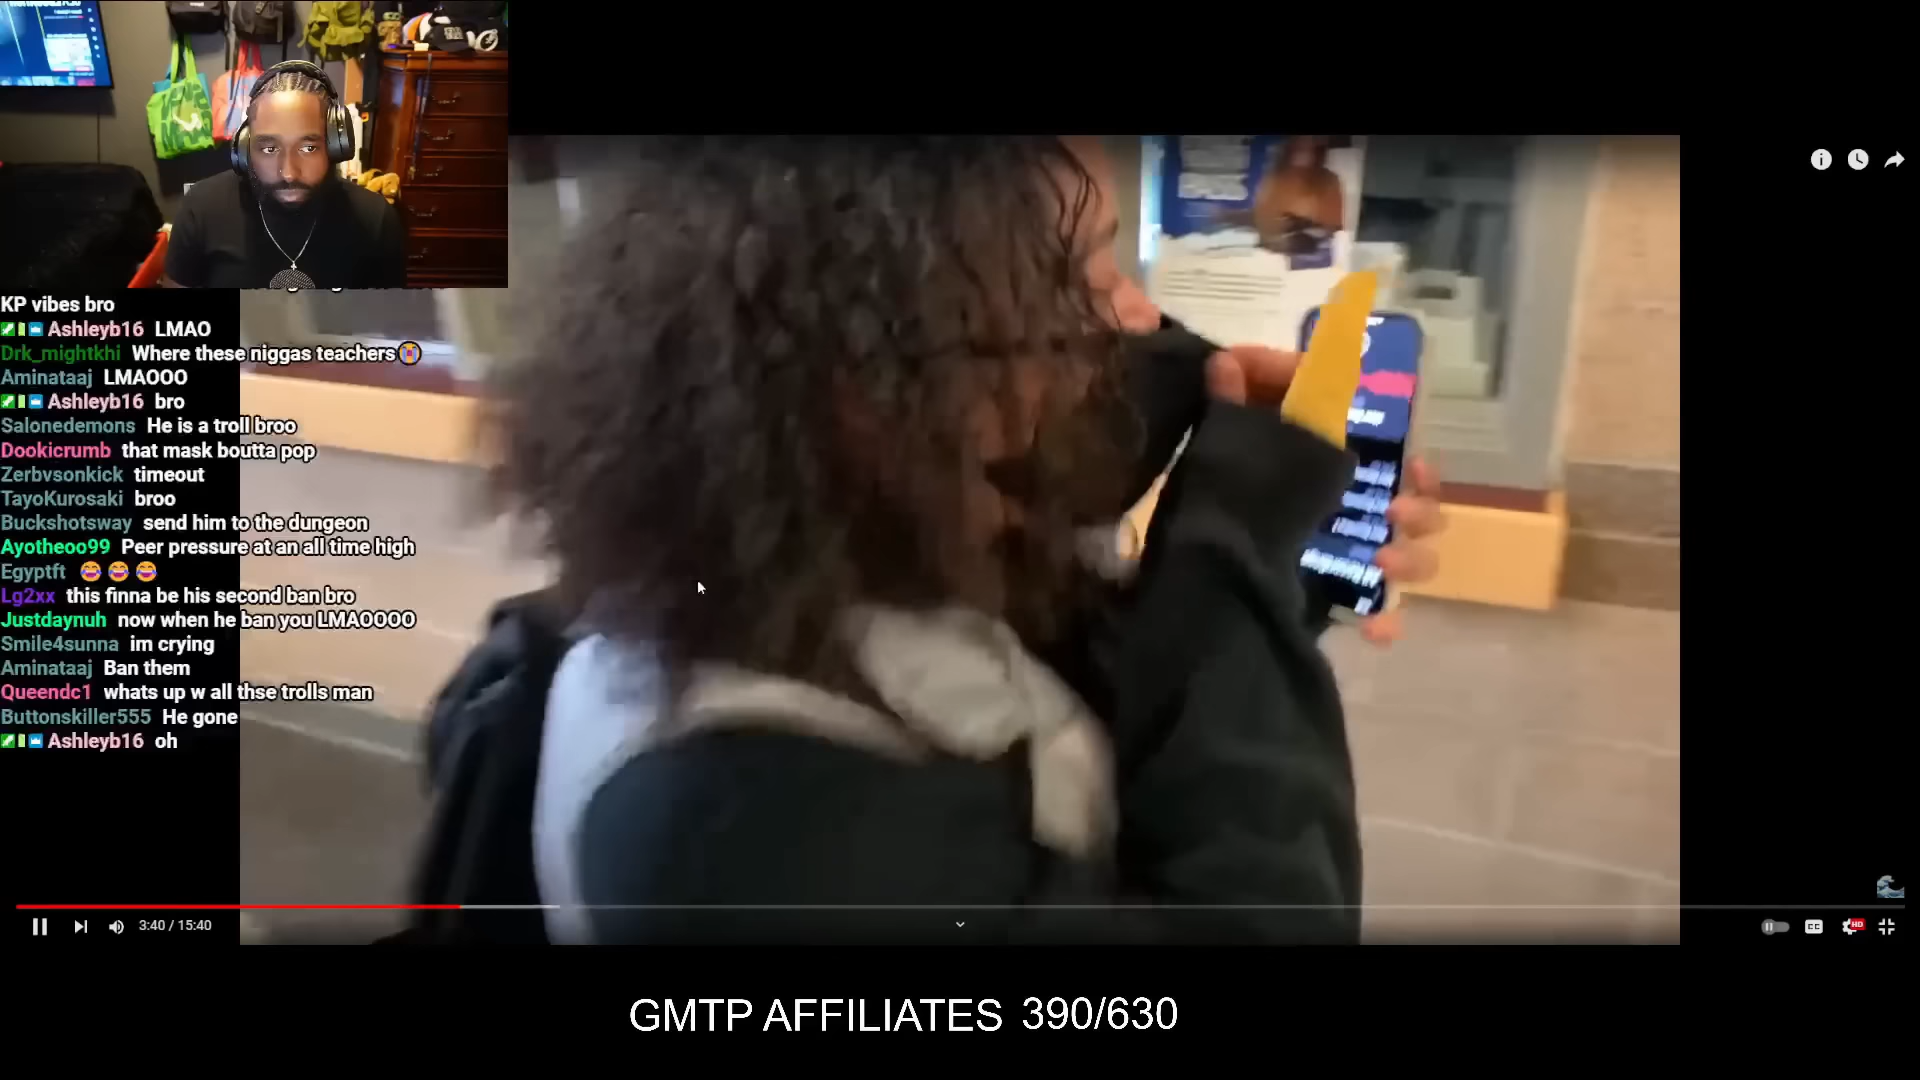 KP vibes bro
Ashleyb16 LMAO
Drk_mightkhi Where these niggas teachers😭
Aminataaj LMAOOO
Ashleyb16 bro
Salonedemons He is a troll broo
Dookicrumb that mask boutta pop
Zerbvsonkick timeout
TayoKurosaki broo
Buckshotsway send him to the dungeon
Ayotheoo99 Peer pressure at an all time high
Egyptft 😂 😂 😂
Lg2xx this finna be his second ban bro
Justdaynuh now when he ban you LMAOOOO
Smile4sunna im crying
Aminataaj Ban them
Queendc1 whats up w all thse trolls man
Buttonskiller555 He gone
Ashleyb16 oh
3:40 / 15:40
CC
HD
GMTP AFFILIATES 390/630